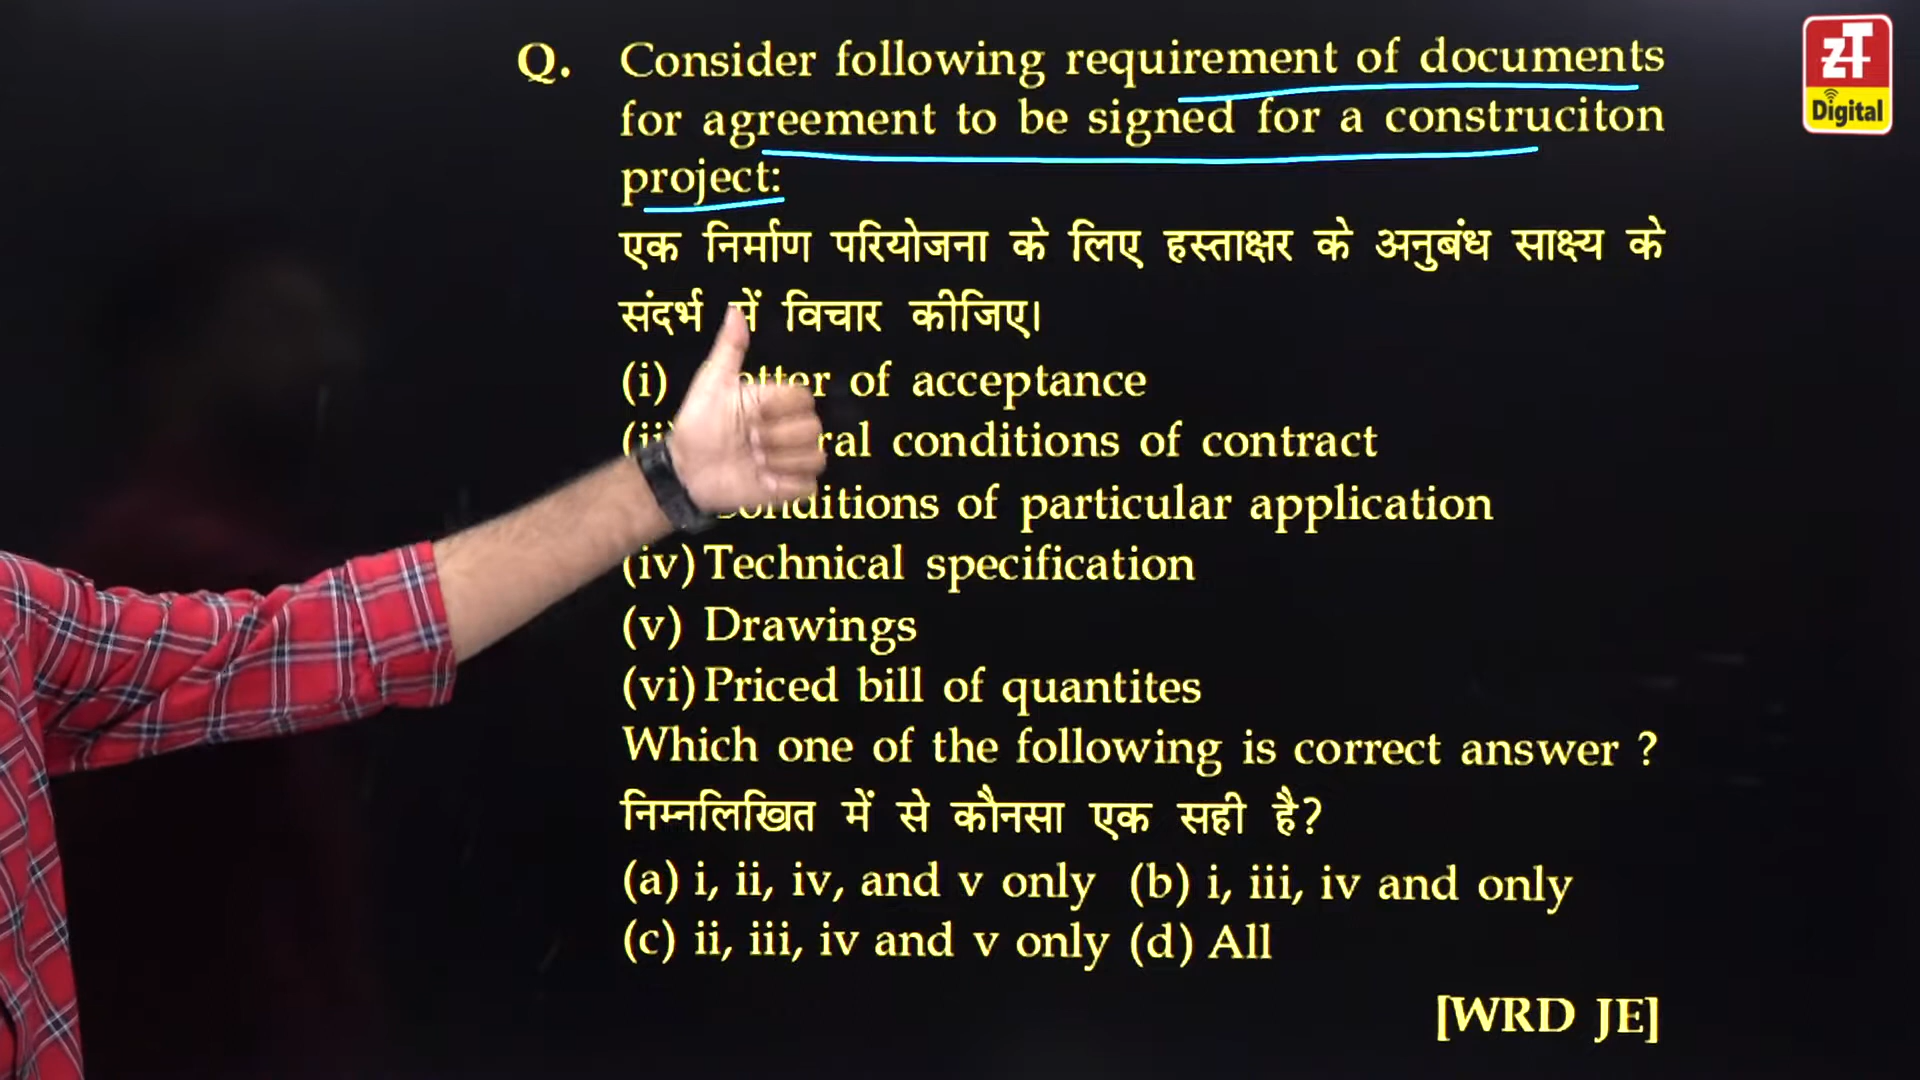 ZT
Digital
Q. Consider following requirement of documents
for agreement to be signed for a construciton
project:
एक निर्माण परियोजना के लिए हस्ताक्षर के अनुबंध साक्ष्य के
संदर्भ में विचार कीजिए।
(i) of acceptance
conditions of contract
of particular application
(iv) Technical specification
(v) Drawings
(vi) Priced bill of quantites
Which one of the following is correct answer ?
निम्नलिखित में से कौनसा एक सही है?
(a) i, ii, iv, and v only (b) i, iii, iv and only
(c) ii, iii, iv and v only (d) All
[WRD JE]